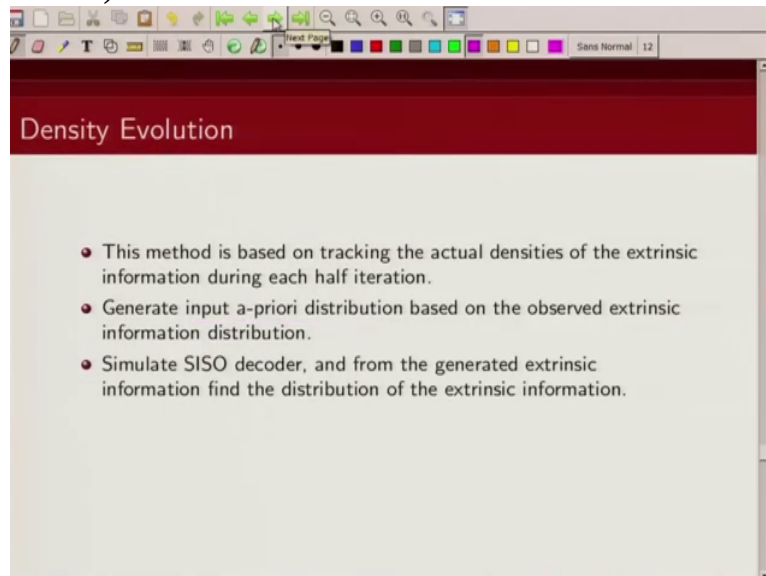 Next Page
T
Sans Normal 12
Density Evolution
This method is based on tracking the actual densities of the extrinsic
information during each half iteration.
Generate input a-priori distribution based on the observed extrinsic
information distribution.
Simulate SISO decoder, and from the generated extrinsic
information find the distribution of the extrinsic information.